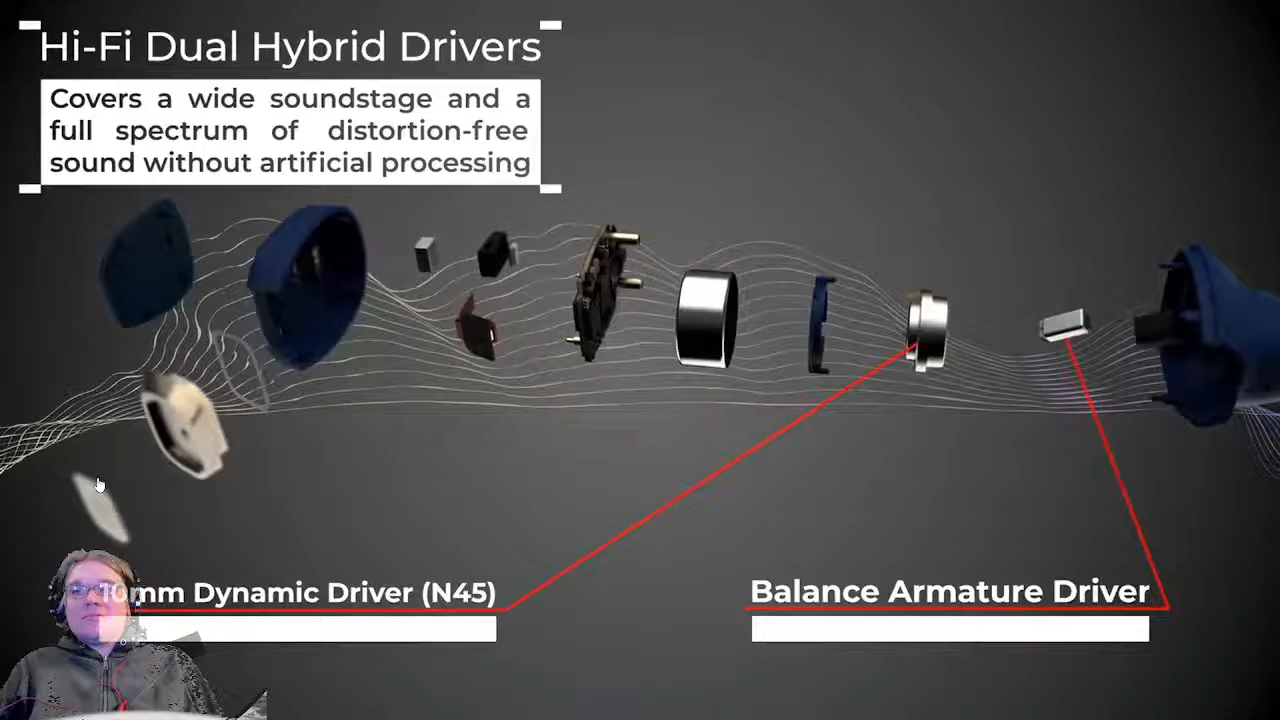 Hi-Fi Dual Hybrid Drivers
Covers a wide soundstage and a
full spectrum of distortion-free
sound without artificial processing
10mm Dynamic Driver (N45)
Balance Armature Driver